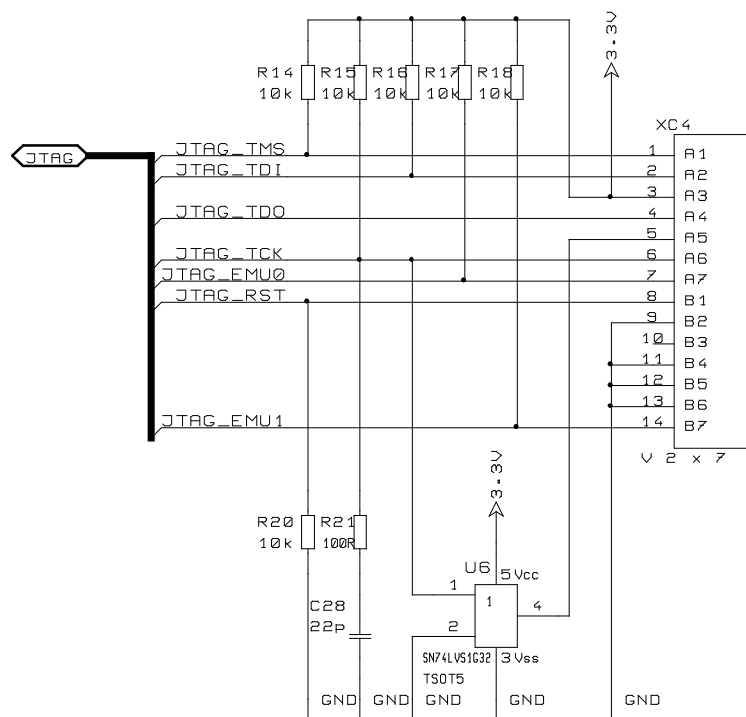 3.3V
R14 R15 R16 R17 R18
10k 10k 10k 10k 10k
XC4
JTAG
JTAG_TMS 1 A1
JTAG_TDI 2 A2
3 A3
JTAG_TDO 4 A4
5 A5
JTAG_TCK 6 A6
JTAG_EMU0 7 A7
JTAG_RST 8 B1
9 B2
10 B3
11 B4
12 B5
13 B6
JTAG_EMU1 14 B7
V 2 x 7
3.3V
R20 R21
10k 100R
U6 5 Vcc
1 1
C28 4
22p 2
SN74LVS1G32 3 Vss
TSOT5
GND GND GND GND GND